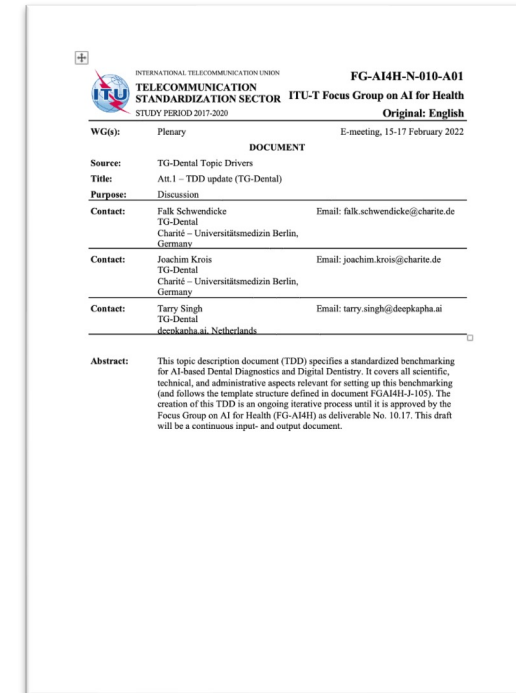 INTERNATIONAL TELECOMMUNICATION UNION
TELECOMMUNICATION
STANDARDIZATION SECTOR
STUDY PERIOD 2017-2020
ITU
FG-AI4H-N-010-A01
ITU-T Focus Group on AI for Health
Original: English
WG(s): Plenary E-meeting, 15-17 February 2022
DOCUMENT
Source: TG-Dental Topic Drivers
Title: Att.1 – TDD update (TG-Dental)
Purpose: Discussion
Contact: Falk Schwendicke Email: falk.schwendicke@charite.de
TG-Dental
Charité – Universitätsmedizin Berlin,
Germany
Contact: Joachim Krois Email: joachim.krois@charite.de
TG-Dental
Charité – Universitätsmedizin Berlin,
Germany
Contact: Tarry Singh Email: tarry.singh@deepkapha.ai
TG-Dental
deepkapha.ai, Netherlands
Abstract: This topic description document (TDD) specifies a standardized benchmarking
for AI-based Dental Diagnostics and Digital Dentistry. It covers all scientific,
technical, and administrative aspects relevant for setting up this benchmarking
(and follows the template structure defined in document FGAI4H-J-105). The
creation of this TDD is an ongoing iterative process until it is approved by the
Focus Group on AI for Health (FG-AI4H) as deliverable No. 10.17. This draft
will be a continuous input- and output document.